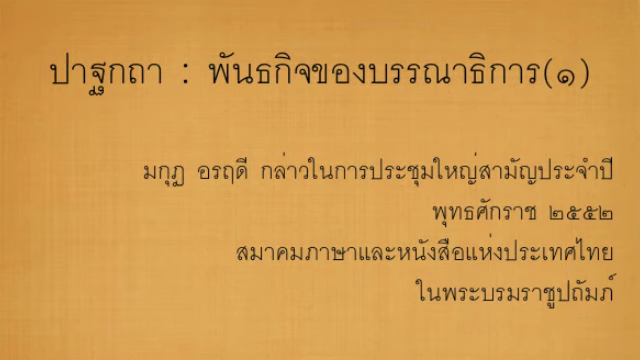 ปาฐกถา : พันธกิจของบรรณาธิการ(๑)
มกุฏ อรฤดี กล่าวในการประชุมใหญ่สามัญประจำปี
พุทธศักราช ๒๕๕๒
สมาคมภาษาและหนังสือแห่งประเทศไทย
ในพระบรมราชูปถัมภ์